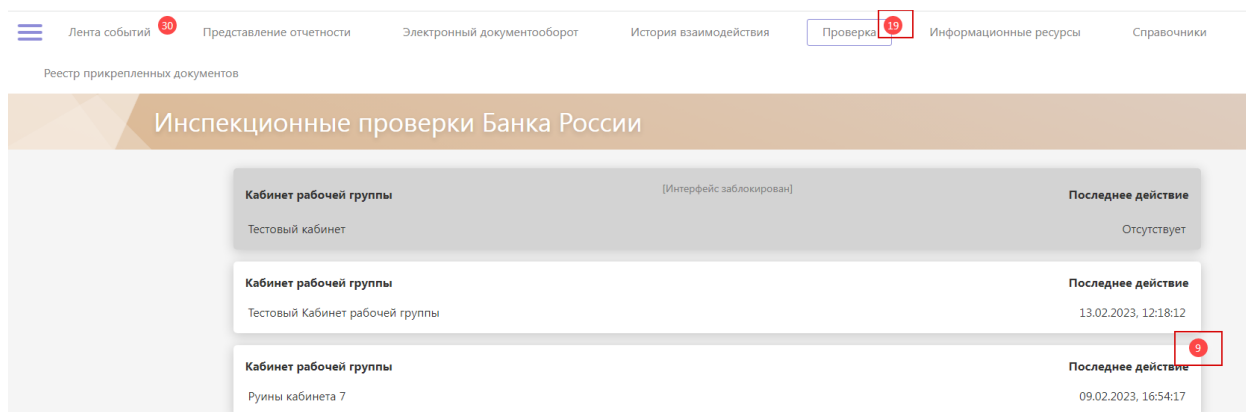 Лента событий 30 Представление отчетности Электронный документооборот История взаимодействия Проверка 19 Информационные ресурсы Справочники
Реестр прикрепленных документов
Инспекционные проверки Банка России
Кабинет рабочей группы [Интерфейс заблокирован] Последнее действие
Тестовый кабинет Отсутствует
Кабинет рабочей группы Последнее действие
Тестовый Кабинет рабочей группы 13.02.2023, 12:18:12
9
Кабинет рабочей группы Последнее действие
Руины кабинета 7 09.02.2023, 16:54:17